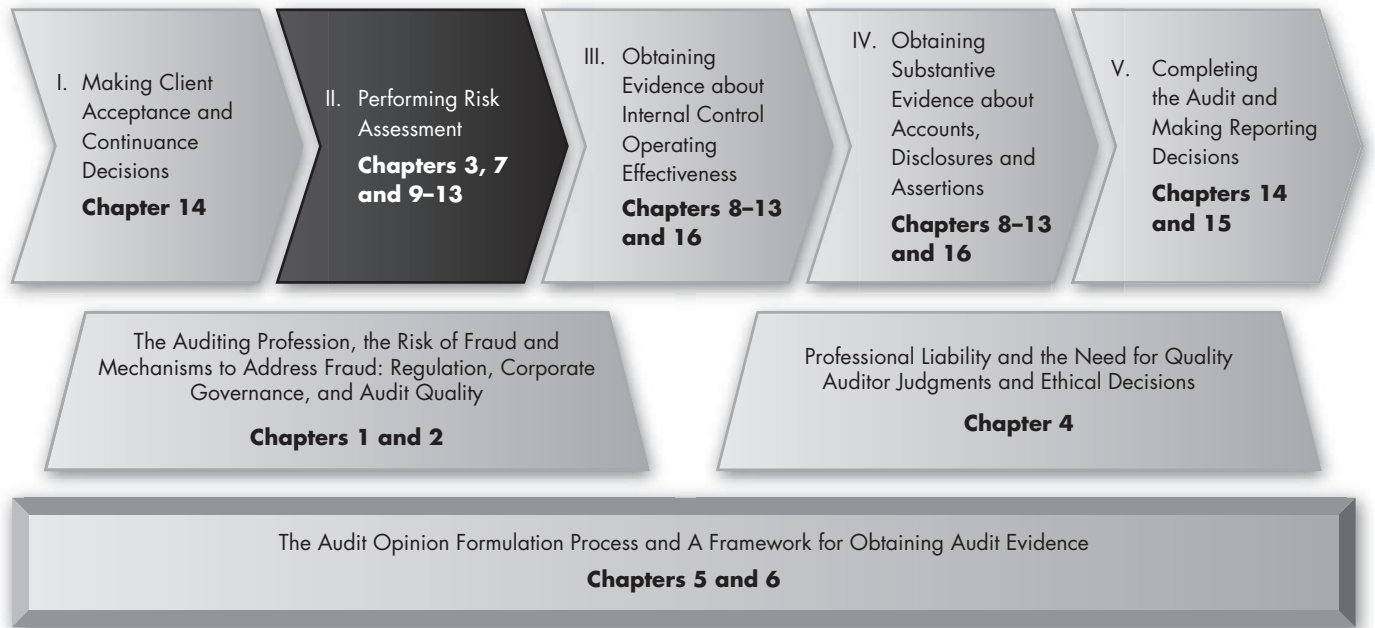 I. Making Client
Acceptance and
Continuance
Decisions
Chapter 14
II. Performing Risk
Assessment
Chapters 3, 7
and 9–13
III. Obtaining
Evidence about
Internal Control
Operating
Effectiveness
Chapters 8–13
and 16
IV. Obtaining
Substantive
Evidence about
Accounts,
Disclosures and
Assertions
Chapters 8–13
and 16
V. Completing
the Audit and
Making Reporting
Decisions
Chapters 14
and 15
The Auditing Profession, the Risk of Fraud and
Mechanisms to Address Fraud: Regulation, Corporate
Governance, and Audit Quality
Chapters 1 and 2
Professional Liability and the Need for Quality
Auditor Judgments and Ethical Decisions
Chapter 4
The Audit Opinion Formulation Process and A Framework for Obtaining Audit Evidence
Chapters 5 and 6